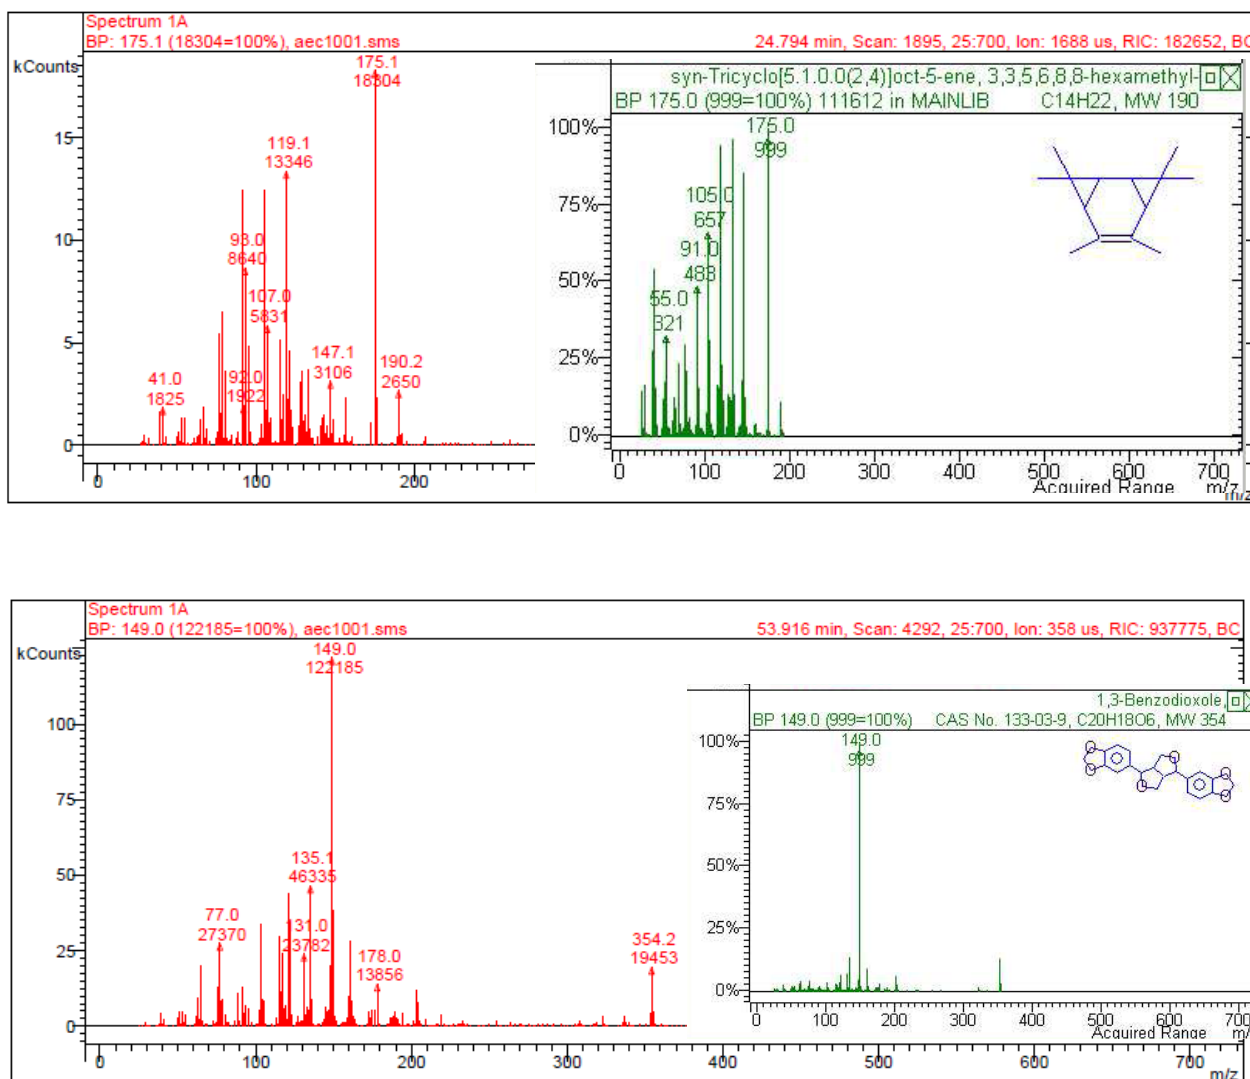 Spectrum 1A
BP: 175.1 (18304=100%), aec1001.sms
24.794 min, Scan: 1895, 25:700, Ion: 1688 us, RIC: 182652, BC
kCounts
175.1
18304
15
119.1
13346
10
93.0
8640
107.0
5831
5
92.0
1922
147.1
3106
190.2
2650
41.0
1825
0
0 100 200
syn-Tricyclo[5.1.0.0(2,4)]oct-5-ene, 3,3,5,6,8,8-hexamethyl-
BP 175.0 (999=100%) 111612 in MAINLIB C14H22, MW 190
100%
175.0
999
75%
105.0
657
50%
91.0
483
55.0
321
25%
0%
0 100 200 300 400 500 600 700
Acquired Range m/z
m/z
Spectrum 1A
BP: 149.0 (122185=100%), aec1001.sms
53.916 min, Scan: 4292, 25:700, Ion: 358 us, RIC: 937775, BC
kCounts
149.0
122185
100
75
50
135.1
46335
77.0
27370
25
131.0
23782
178.0
13856
354.2
19453
0
0 100 200 300 400 500 600 700
m/z
1,3-Benzodioxole,
BP 149.0 (999=100%) CAS No. 133-03-9, C20H18O6, MW 354
100%
149.0
999
O O O O O O
75%
50%
25%
0%
0 100 200 300 400 500 600 700
Acquired Range m/